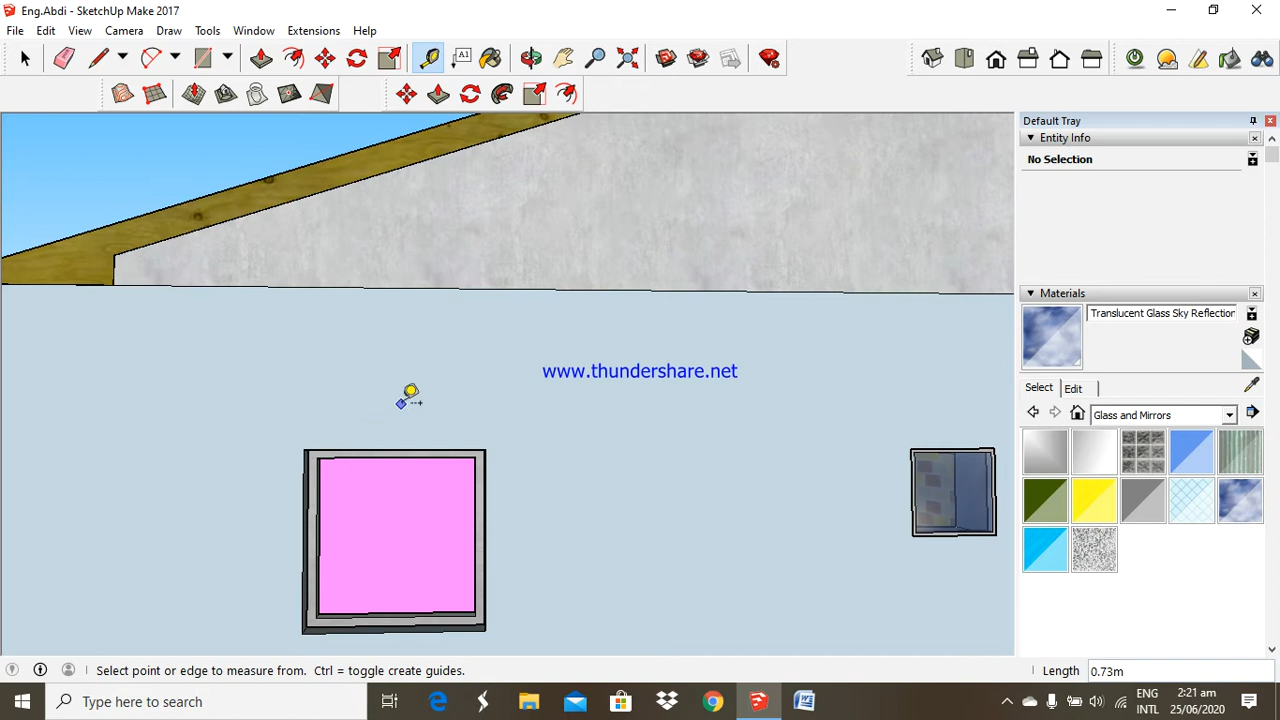 Eng.Abdi - SketchUp Make 2017
File Edit View Camera Draw Tools Window Extensions Help
A1
Default Tray
Entity Info
No Selection
Materials
Translucent Glass Sky Reflection
Select Edit
Glass and Mirrors
www.thundershare.net
Select point or edge to measure from. Ctrl = toggle create guides.
Length 0.73m
Type here to search
ENG
INTL
2:21 am
25/06/2020